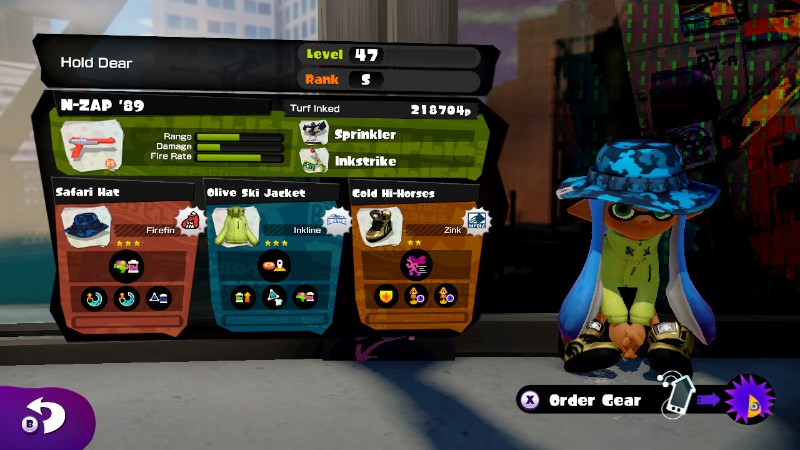 Hold Dear
Level 47
Rank S
N-ZAP '89
Turf Inked 218704p
Range
Damage
Fire Rate
Sprinkler
Inkstrike
Safari Hat
Firefin
Olive Ski Jacket
Inkline
Gold Hi-Horses
Zink
B
X Order Gear